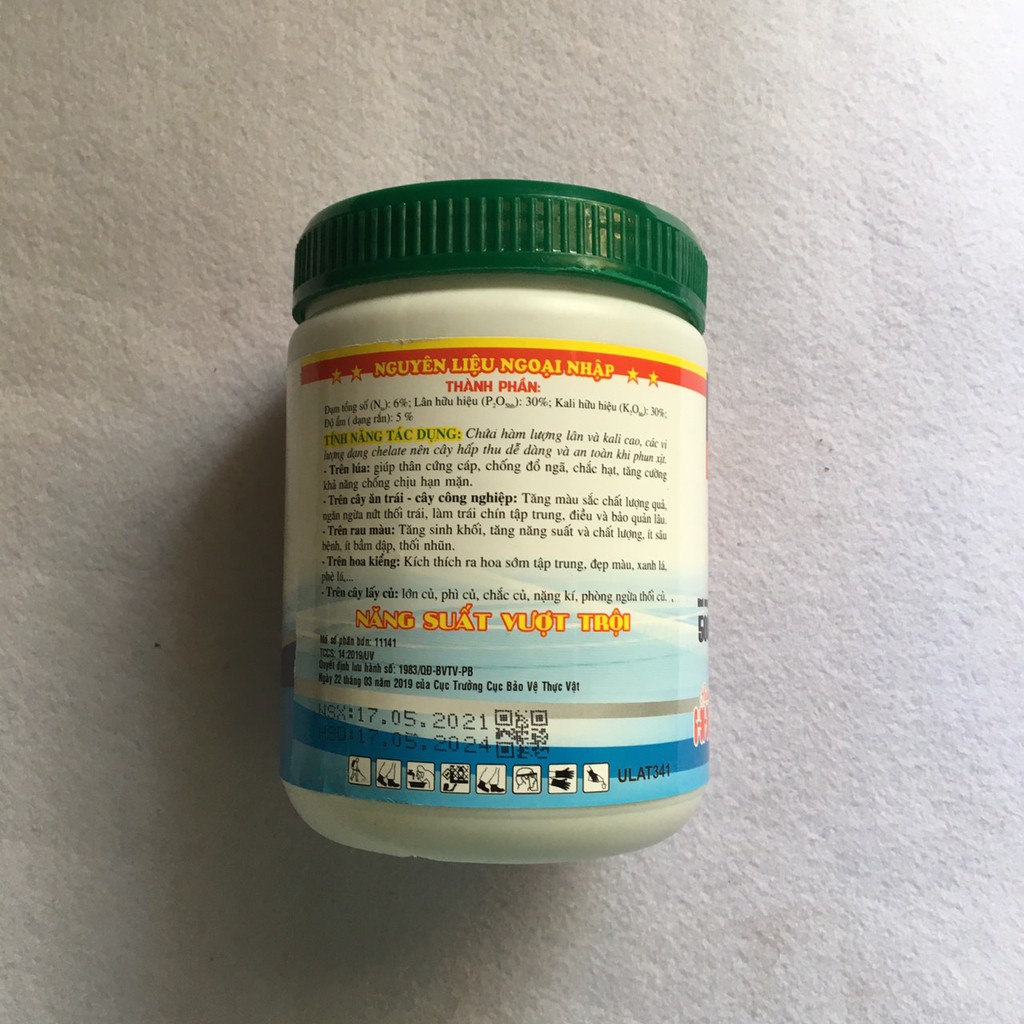 NGUYÊN LIỆU NGOẠI NHẬP
THÀNH PHẦN:
Đạm tổng số (Nts): 6%; Lân hữu hiệu (P2O5hh): 30%; Kali hữu hiệu (K2Ohh): 30%;
Độ ẩm ( dạng rắn): 5 %
TÍNH NĂNG TÁC DỤNG: Chứa hàm lượng lân và kali cao, các vi
lượng dạng chelate nên cây hấp thu dễ dàng và an toàn khi phun xịt.
- Trên lúa: giúp thân cứng cáp, chống đổ ngã, chắc hạt, tăng cường
khả năng chống chịu hạn mặn.
- Trên cây ăn trái - cây công nghiệp: Tăng màu sắc chất lượng quả,
ngăn ngừa nứt thối trái, làm trái chín tập trung, điều và bảo quản lâu.
- Trên rau màu: Tăng sinh khối, tăng năng suất và chất lượng, ít sâu
bệnh, ít bầm dập, thối nhũn.
- Trên hoa kiểng: Kích thích ra hoa sớm tập trung, đẹp màu, xanh lá,
phè lá,...
- Trên cây lấy củ: lớn củ, phì củ, chắc củ, nặng kí, phòng ngừa thối củ.
NĂNG SUẤT VƯỢT TRỘI
Mã số phân bón: 11141
TCCS: 14:2019/UV
Quyết định lưu hành số: 1983/QĐ-BVTV-PB
Ngày 22 tháng 03 năm 2019 của Cục Trưởng Cục Bảo Vệ Thực Vật
NSX:17.05.2021
HSD:17.05.2024
ULAT341